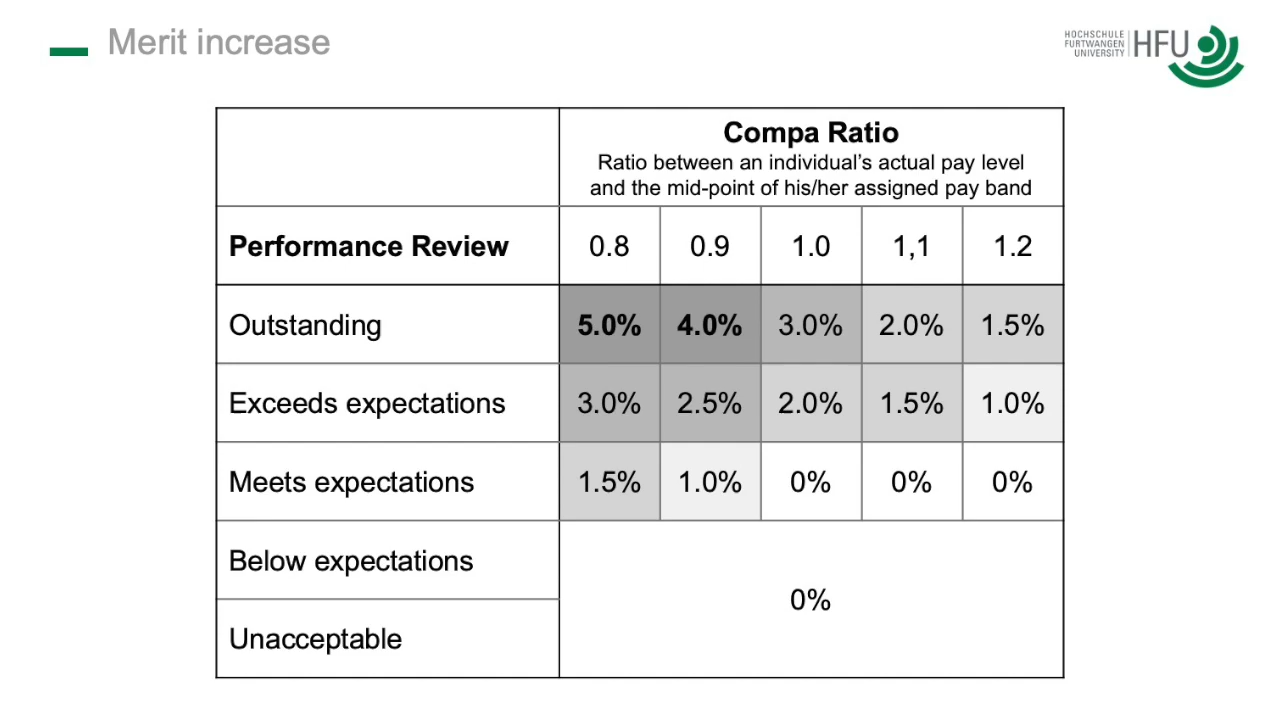 Merit increase
HOCHSCHULE
FURTWANGEN
UNIVERSITY
HFU
Compa Ratio
Ratio between an individual's actual pay level
and the mid-point of his/her assigned pay band
Performance Review 0.8 0.9 1.0 1,1 1.2
Outstanding 5.0% 4.0% 3.0% 2.0% 1.5%
Exceeds expectations 3.0% 2.5% 2.0% 1.5% 1.0%
Meets expectations 1.5% 1.0% 0% 0% 0%
Below expectations
0%
Unacceptable